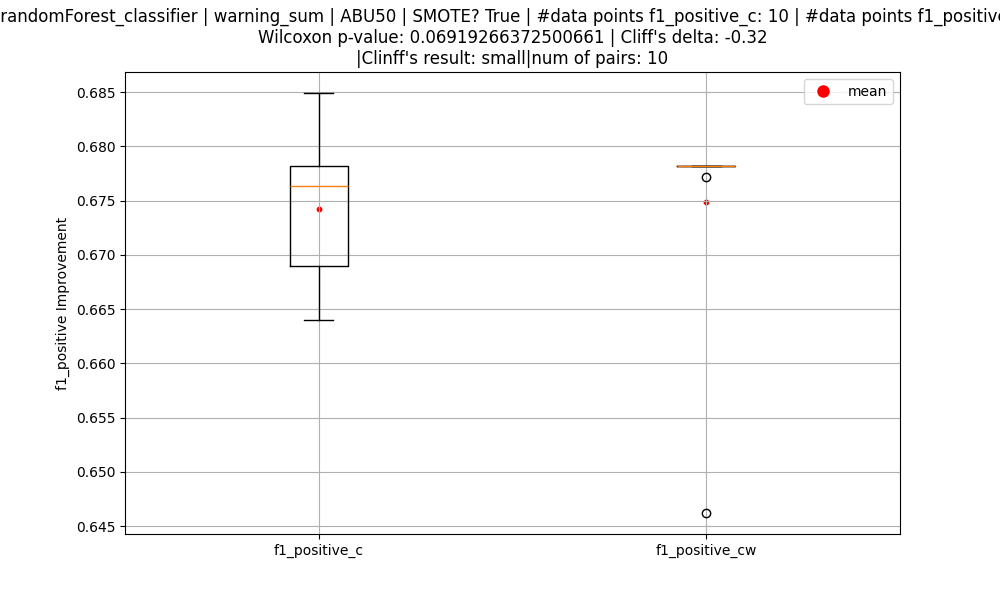 randomForest_classifier | warning_sum | ABU50 | SMOTE? True | #data points f1_positive_c: 10 | #data points f1_positive
Wilcoxon p-value: 0.06919266372500661 | Cliff's delta: -0.32
|Clinff's result: small|num of pairs: 10
mean
0.685
0.680
0.675
0.670
0.665
0.660
0.655
0.650
0.645
f1_positive Improvement
f1_positive_c
f1_positive_cw